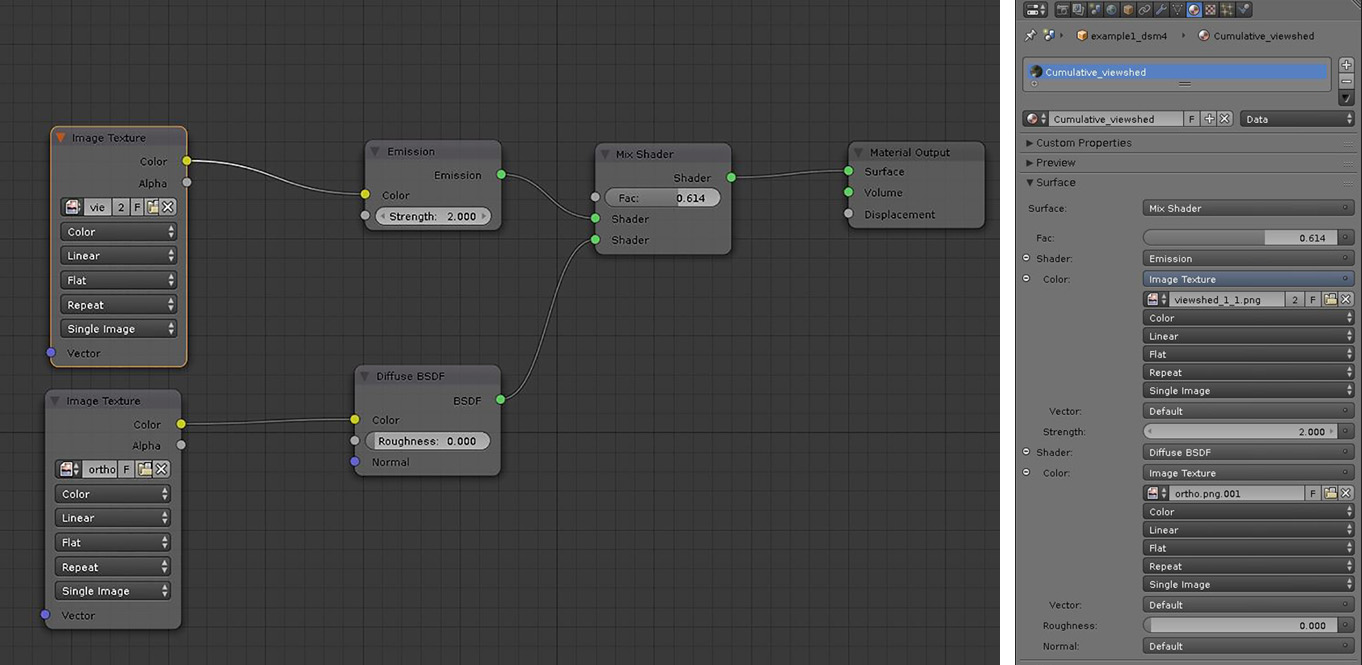 Image Texture
Color
Alpha
vie 2 F
Color
Linear
Flat
Repeat
Single Image
Vector
Image Texture
Color
Alpha
ortho F
Color
Linear
Flat
Repeat
Single Image
Vector
Emission
Emission
Color
Strength: 2.000
Diffuse BSDF
BSDF
Color
Roughness: 0.000
Normal
Mix Shader
Shader
Fac: 0.614
Shader
Shader
Material Output
Surface
Volume
Displacement
example1_dsm4 Cumulative_viewshed
Cumulative_viewshed
Cumulative_viewshed F Data
Custom Properties
Preview
Surface
Surface: Mix Shader
Fac: 0.614
Shader: Emission
Color: Image Texture
viewshed_1_1.png 2 F
Color
Linear
Flat
Repeat
Single Image
Vector: Default
Strength: 2.000
Shader: Diffuse BSDF
Color: Image Texture
ortho.png.001 F
Color
Linear
Flat
Repeat
Single Image
Vector: Default
Roughness: 0.000
Normal: Default